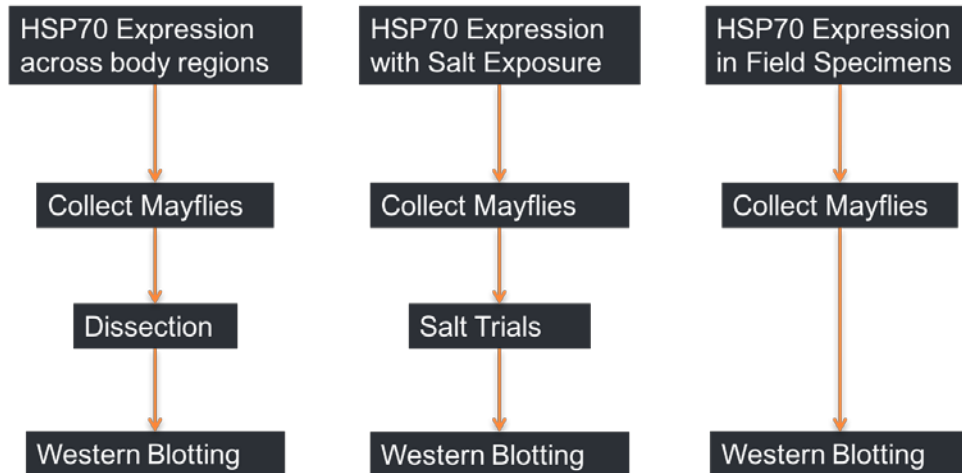 HSP70 Expression
across body regions
Collect Mayflies
Dissection
Western Blotting
HSP70 Expression
with Salt Exposure
Collect Mayflies
Salt Trials
Western Blotting
HSP70 Expression
in Field Specimens
Collect Mayflies
Western Blotting